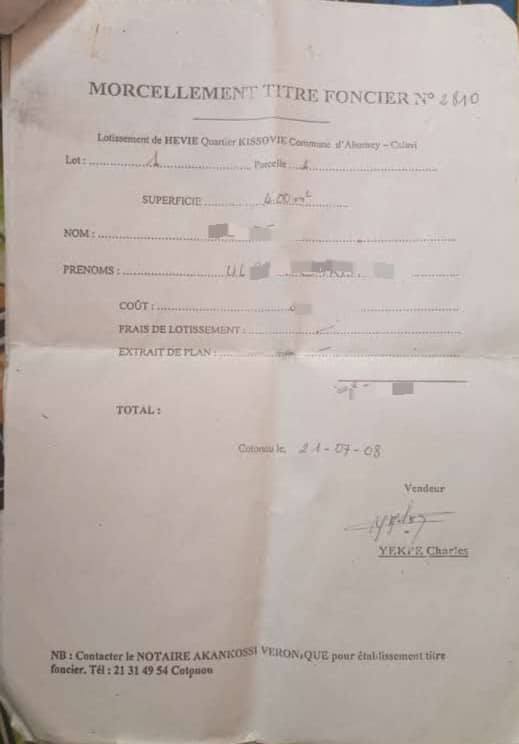 MORCELLEMENT TITRE FONCIER N° 2810
Lotissement de HEVIE Quartier KISSOVIE Commune d'Abomey – Calavi
Lot : 1 Parcelle
SUPERFICIE 400 m²
NOM :
PRENOMS :
COÛT :
FRAIS DE LOTISSEMENT :
EXTRAIT DE PLAN :
TOTAL :
Cotonou le, 21-07-08
Vendeur
YEKPE Charles
NB : Contacter le NOTAIRE AKANKOSSI VERONIQUE pour établissement titre
foncier. Tél : 21 31 49 54 Cotonou